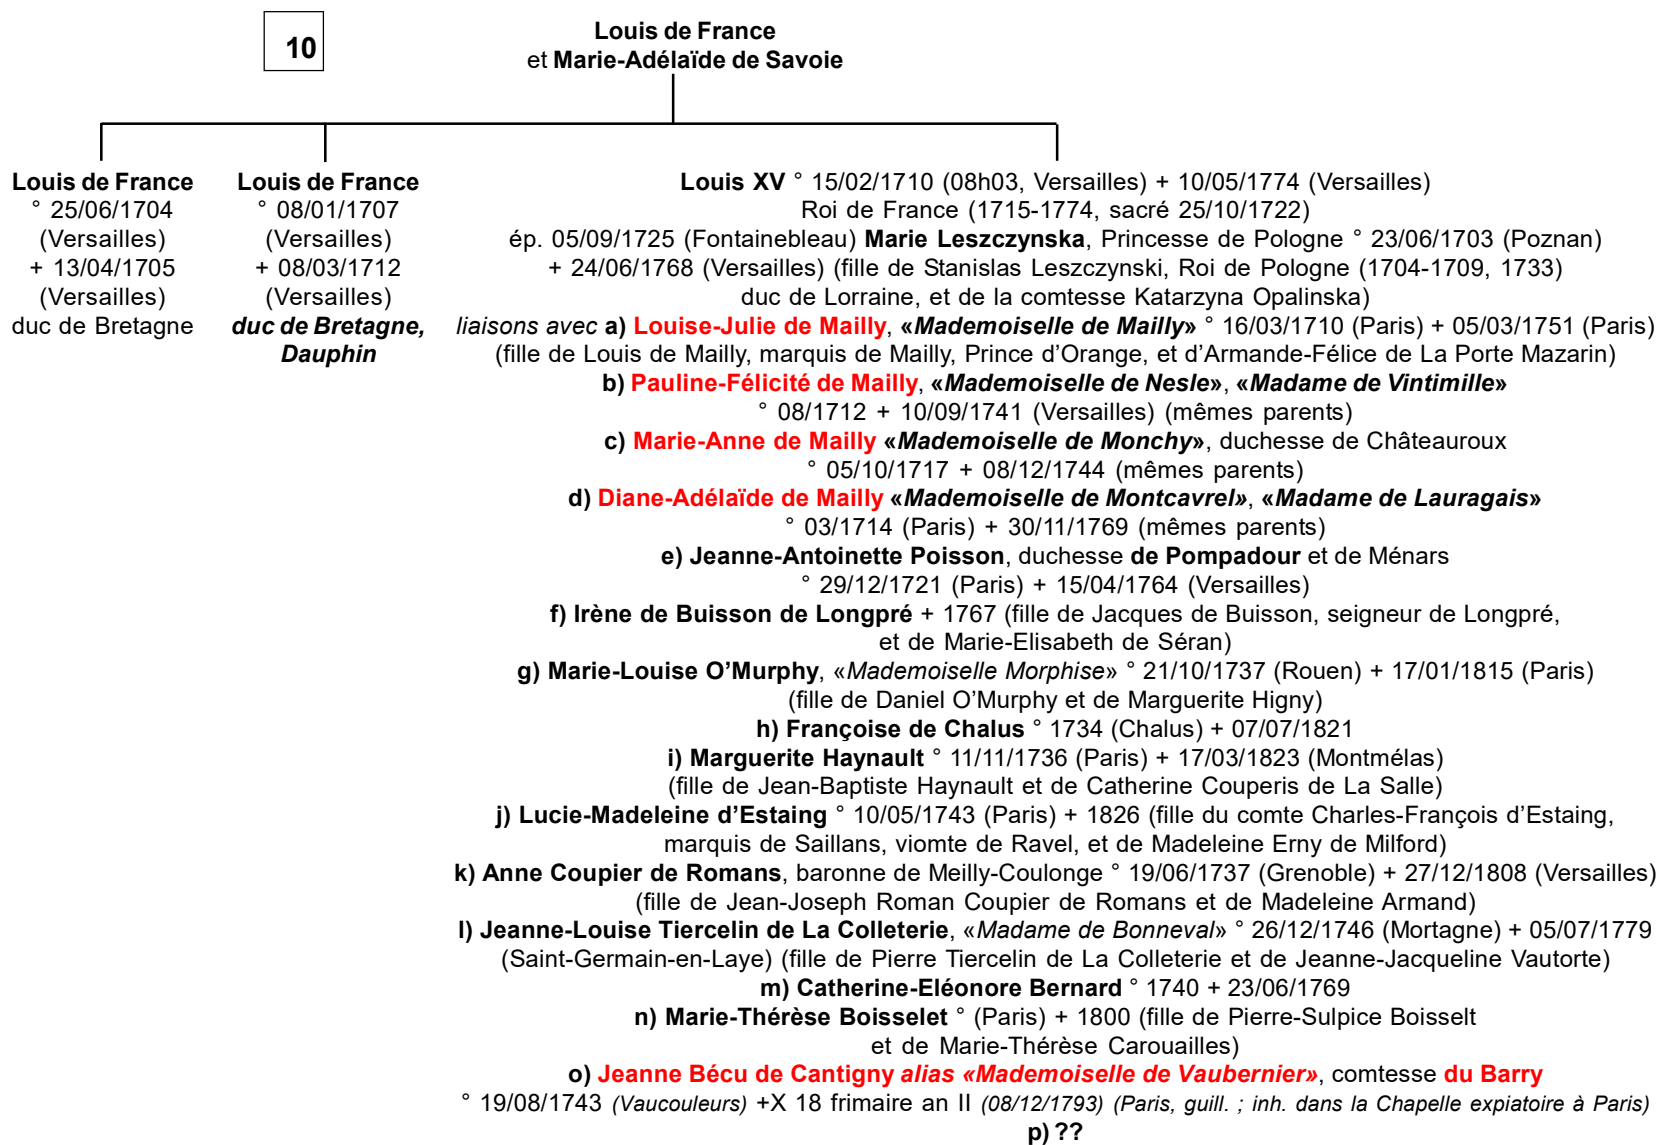 10
Louis de France
et Marie-Adélaïde de Savoie
Louis de France
° 25/06/1704
(Versailles)
+ 13/04/1705
(Versailles)
duc de Bretagne
Louis de France
° 08/01/1707
(Versailles)
+ 08/03/1712
(Versailles)
duc de Bretagne,
Dauphin
Louis XV ° 15/02/1710 (08h03, Versailles) + 10/05/1774 (Versailles)
Roi de France (1715-1774, sacré 25/10/1722)
ép. 05/09/1725 (Fontainebleau) Marie Leszczynska, Princesse de Pologne ° 23/06/1703 (Poznan)
+ 24/06/1768 (Versailles) (fille de Stanislas Leszczynski, Roi de Pologne (1704-1709, 1733)
duc de Lorraine, et de la comtesse Katarzyna Opalinska)
liaisons avec a) Louise-Julie de Mailly, «Mademoiselle de Mailly» ° 16/03/1710 (Paris) + 05/03/1751 (Paris)
(fille de Louis de Mailly, marquis de Mailly, Prince d'Orange, et d'Armande-Félice de La Porte Mazarin)
b) Pauline-Félicité de Mailly, «Mademoiselle de Nesle», «Madame de Vintimille»
° 08/1712 + 10/09/1741 (Versailles) (mêmes parents)
c) Marie-Anne de Mailly «Mademoiselle de Monchy», duchesse de Châteauroux
° 05/10/1717 + 08/12/1744 (mêmes parents)
d) Diane-Adélaïde de Mailly «Mademoiselle de Montcavrel», «Madame de Lauragais»
° 03/1714 (Paris) + 30/11/1769 (mêmes parents)
e) Jeanne-Antoinette Poisson, duchesse de Pompadour et de Ménars
° 29/12/1721 (Paris) + 15/04/1764 (Versailles)
f) Irène de Buisson de Longpré + 1767 (fille de Jacques de Buisson, seigneur de Longpré,
et de Marie-Elisabeth de Séran)
g) Marie-Louise O'Murphy, «Mademoiselle Morphise» ° 21/10/1737 (Rouen) + 17/01/1815 (Paris)
(fille de Daniel O'Murphy et de Marguerite Higny)
h) Françoise de Chalus ° 1734 (Chalus) + 07/07/1821
i) Marguerite Haynault ° 11/11/1736 (Paris) + 17/03/1823 (Montmélas)
(fille de Jean-Baptiste Haynault et de Catherine Couperis de La Salle)
j) Lucie-Madeleine d'Estaing ° 10/05/1743 (Paris) + 1826 (fille du comte Charles-François d'Estaing,
marquis de Saillans, viomte de Ravel, et de Madeleine Erny de Milford)
k) Anne Coupier de Romans, baronne de Meilly-Coulonge ° 19/06/1737 (Grenoble) + 27/12/1808 (Versailles)
(fille de Jean-Joseph Roman Coupier de Romans et de Madeleine Armand)
l) Jeanne-Louise Tiercelin de La Colleterie, «Madame de Bonneval» ° 26/12/1746 (Mortagne) + 05/07/1779
(Saint-Germain-en-Laye) (fille de Pierre Tiercelin de La Colleterie et de Jeanne-Jacqueline Vautorte)
m) Catherine-Eléonore Bernard ° 1740 + 23/06/1769
n) Marie-Thérèse Boisselet ° (Paris) + 1800 (fille de Pierre-Sulpice Boisselt
et de Marie-Thérèse Carouailles)
o) Jeanne Bécu de Cantigny alias «Mademoiselle de Vaubernier», comtesse du Barry
° 19/08/1743 (Vaucouleurs) +X 18 frimaire an II (08/12/1793) (Paris, guill. ; inh. dans la Chapelle expiatoire à Paris)
p) ??